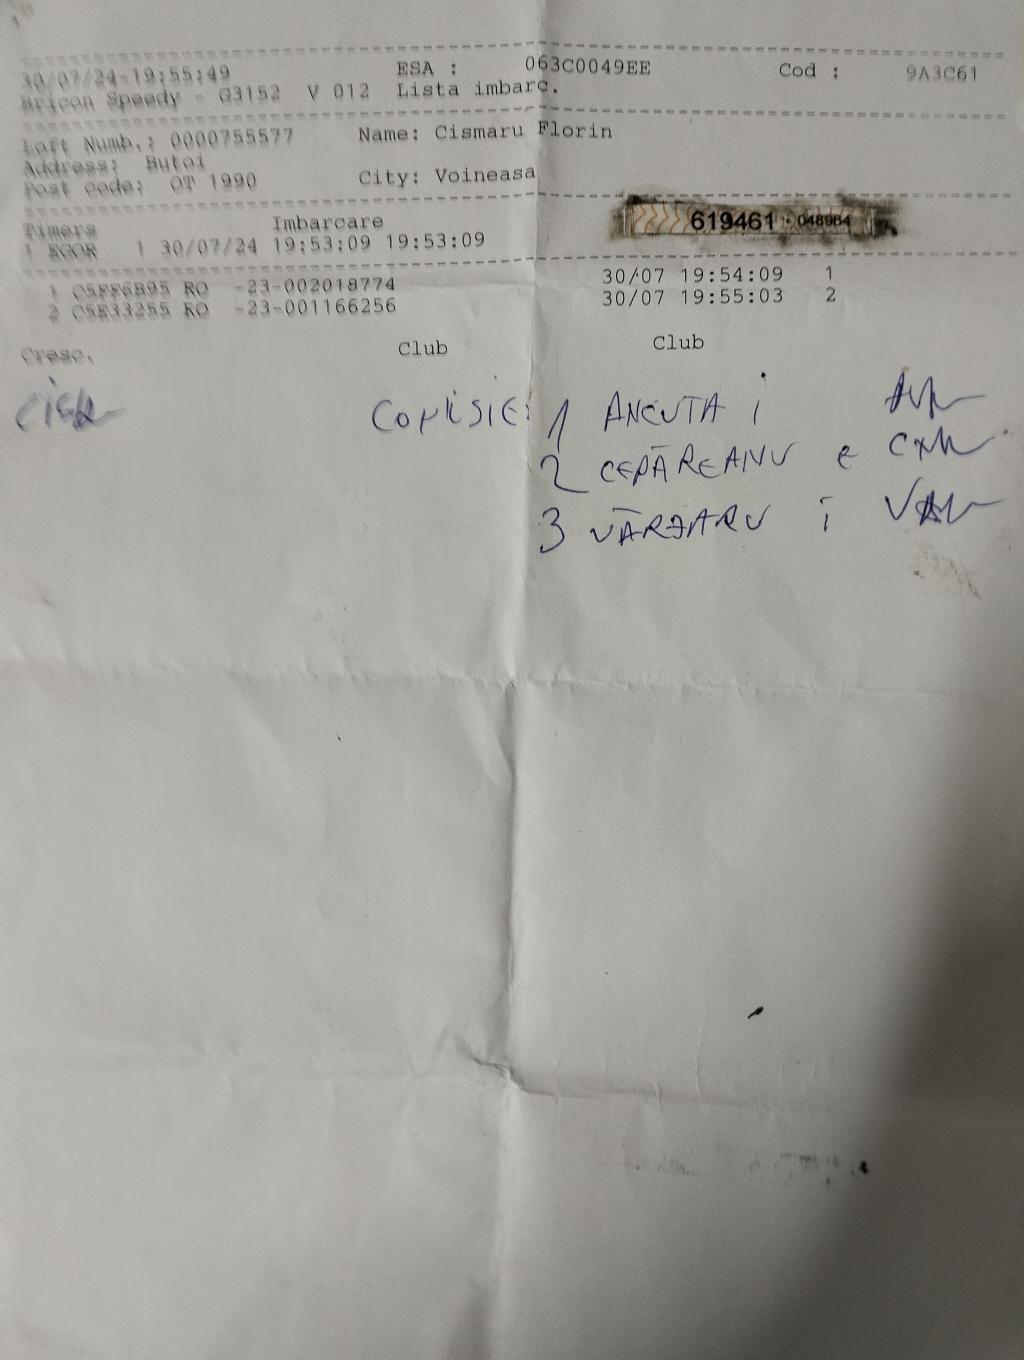 30/07/24-19:55:49 ESA : 063C0049EE Cod : 9A3C61
Bricon Speedy - G3152 V 012 Lista imbarc.
Loft Numb.: 0000755577 Name: Cismaru Florin
Address: Butoi
Post code: OT 1990 City: Voineasa
Timers Imbarcare
619461 048964
1 EGOR 1 30/07/24 19:53:09 19:53:09
1 C5FF6B95 RO -23-002018774 30/07 19:54:09 1
2 C5E33255 RO -23-001166256 30/07 19:55:03 2
Cresc. Club Club
COMISIE: 1 ANCUTA i
2 CEPĂREANU e
3 VĂRZARU i